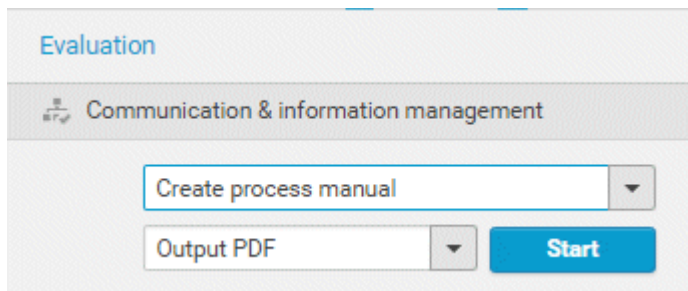 Evaluation
Communication & information management
Create process manual
Output PDF Start